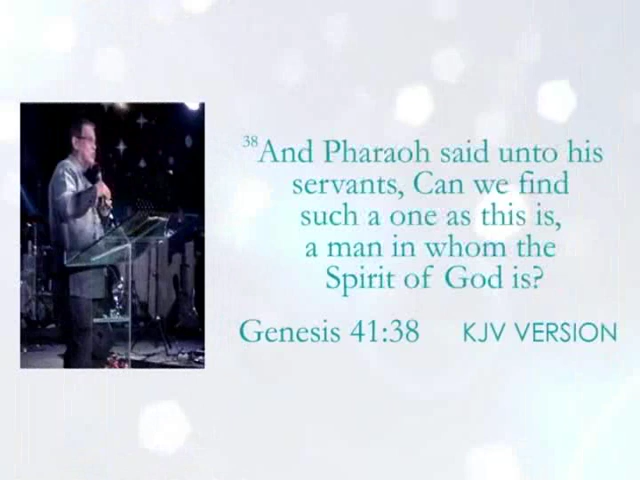 38And Pharaoh said unto his
servants, Can we find
such a one as this is,
a man in whom the
Spirit of God is?
Genesis 41:38 KJV VERSION